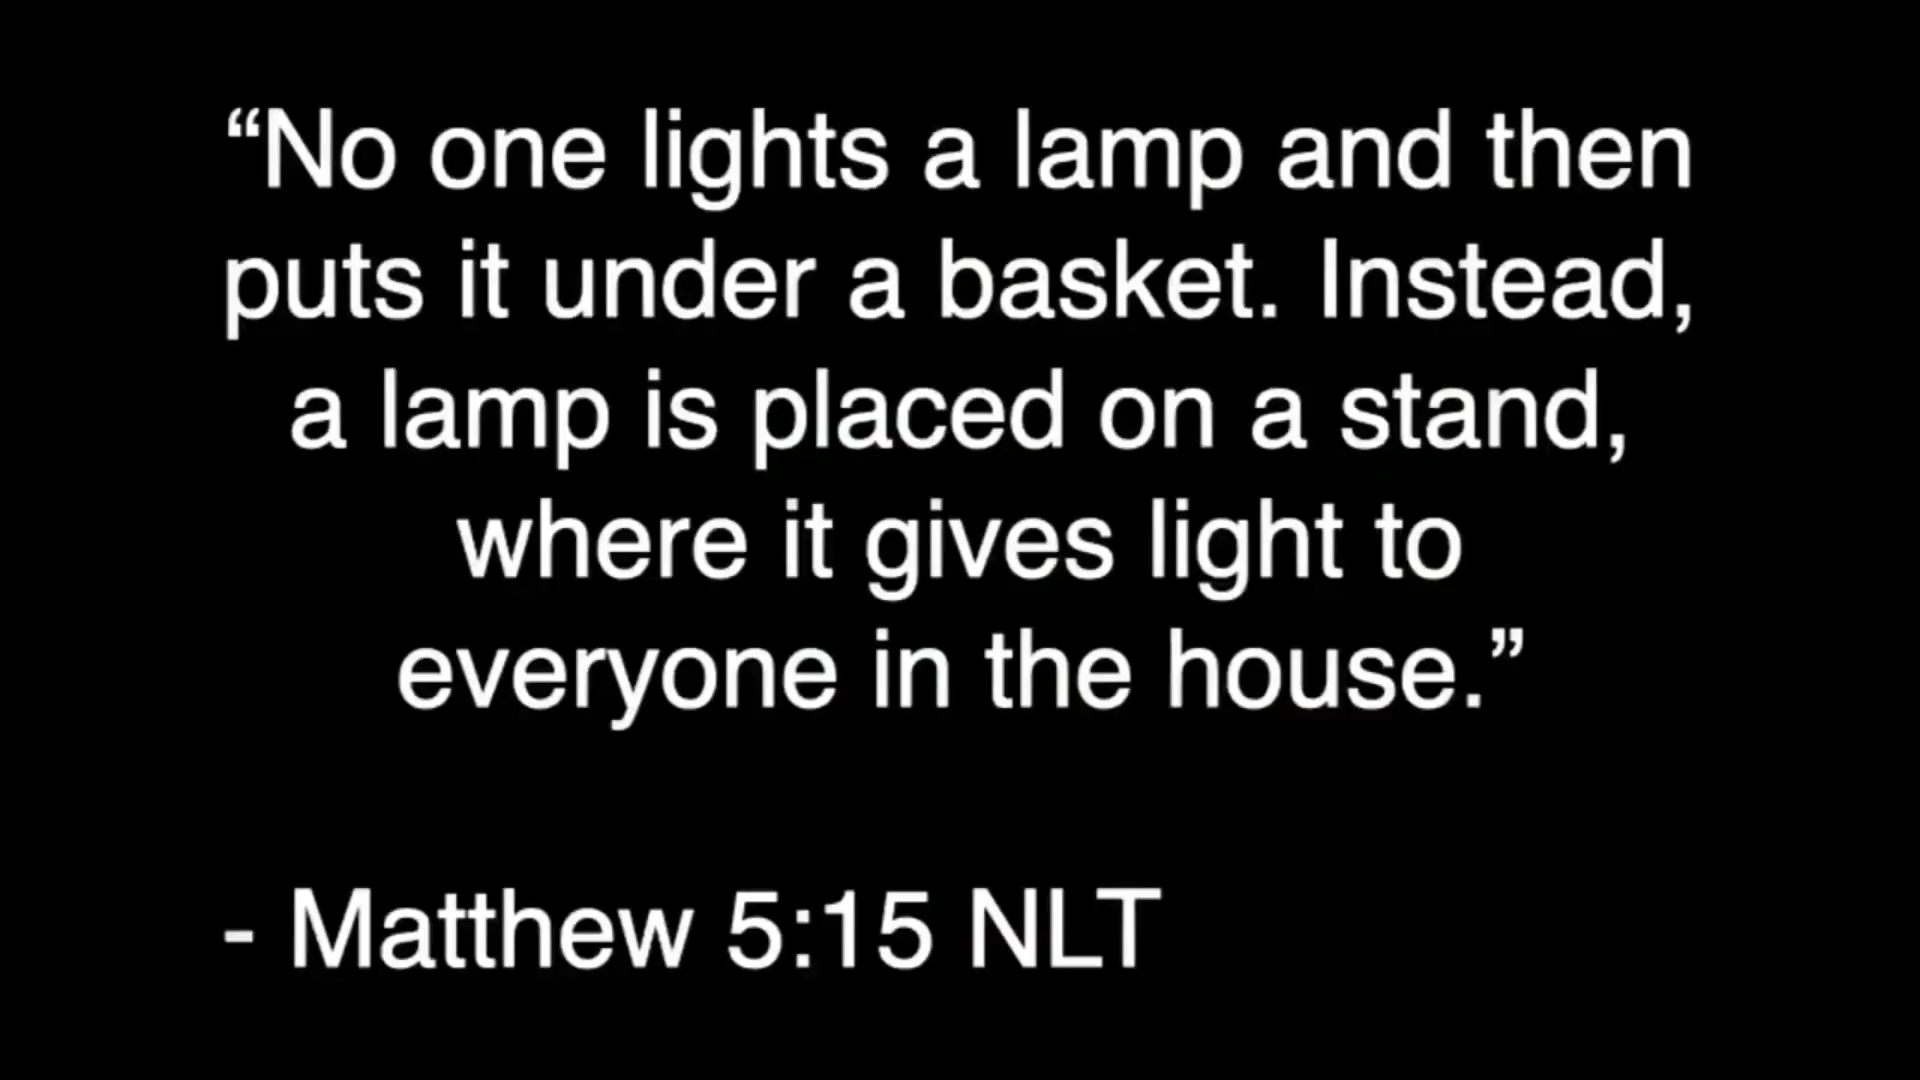 “No one lights a lamp and then
puts it under a basket. Instead,
a lamp is placed on a stand,
where it gives light to
everyone in the house.”
- Matthew 5:15 NLT